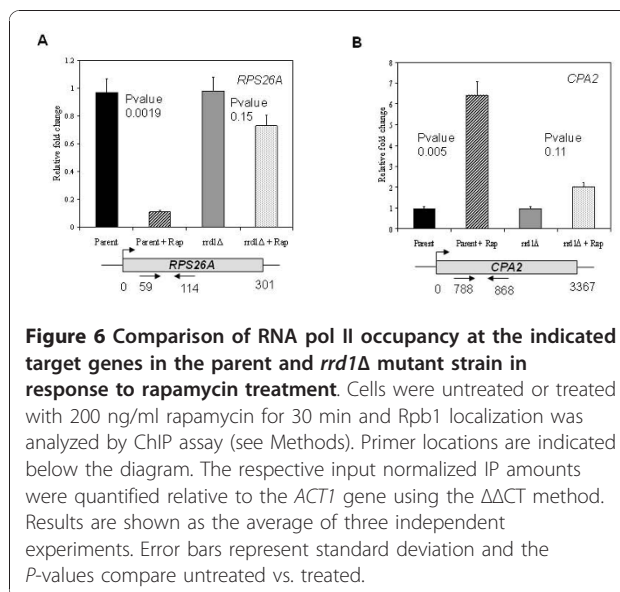 A
B
RPS26A
CPA2
Relative fold change
1.2
1
0.8
0.6
0.4
0.2
0
Pvalue
0.0019
Pvalue
0.15
Parent
Parent + Rap
rrd1Δ
rrd1Δ + Rap
RPS26A
0
59
114
301
Relative fold change
8
7
6
5
4
3
2
1
0
Pvalue
0.005
Pvalue
0.11
Parent
Parent + Rap
rrd1Δ
rrd1Δ + Rap
CPA2
0
788
868
3367
Figure 6 Comparison of RNA pol II occupancy at the indicated
target genes in the parent and rrd1Δ mutant strain in
response to rapamycin treatment. Cells were untreated or treated
with 200 ng/ml rapamycin for 30 min and Rpb1 localization was
analyzed by ChIP assay (see Methods). Primer locations are indicated
below the diagram. The respective input normalized IP amounts
were quantified relative to the ACT1 gene using the ΔΔCT method.
Results are shown as the average of three independent
experiments. Error bars represent standard deviation and the
P-values compare untreated vs. treated.